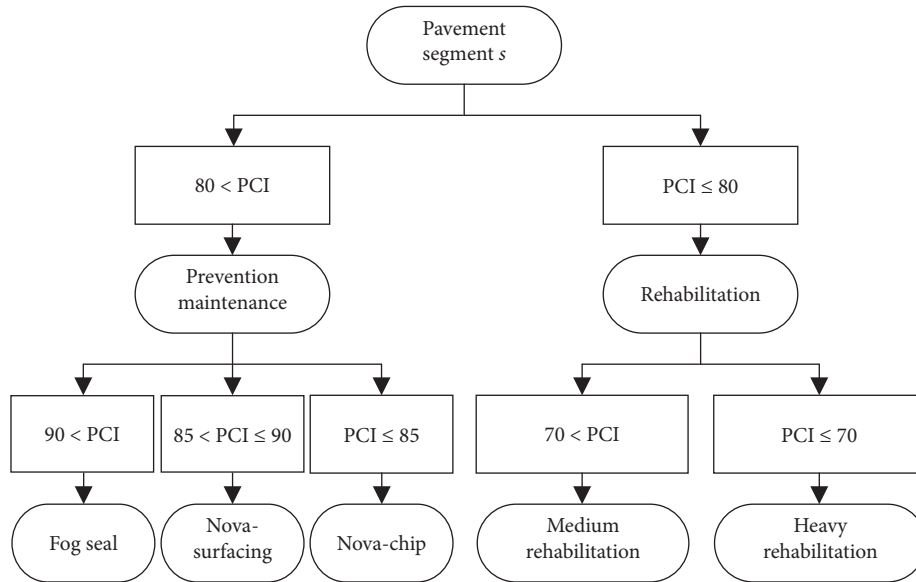 Pavement
segment s
80 < PCI
PCI ≤ 80
Prevention
maintenance
Rehabilitation
90 < PCI
85 < PCI ≤ 90
PCI ≤ 85
70 < PCI
PCI ≤ 70
Fog seal
Nova-
surfacing
Nova-chip
Medium
rehabilitation
Heavy
rehabilitation